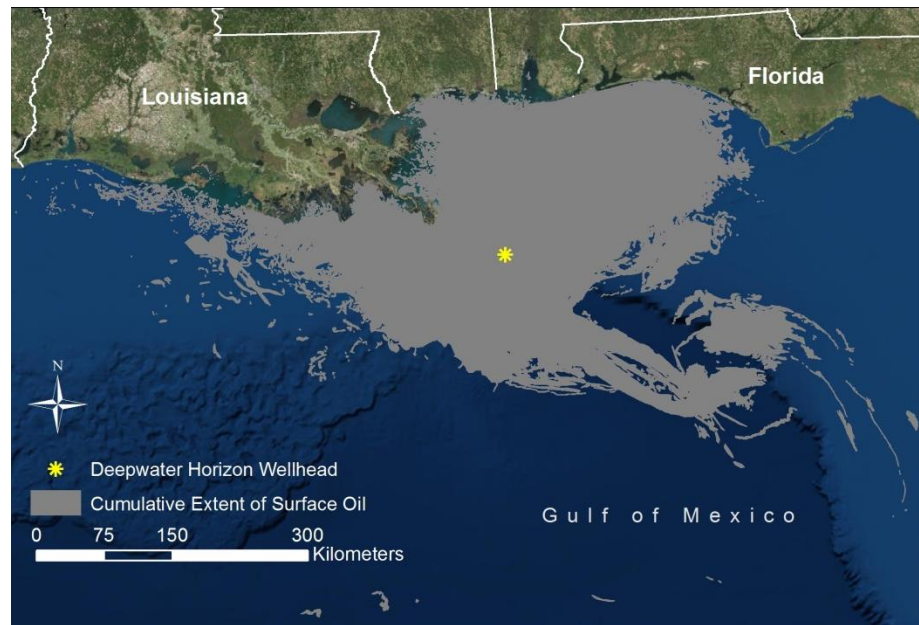 Louisiana
Florida
N
Deepwater Horizon Wellhead
Cumulative Extent of Surface Oil
0 75 150 300
Kilometers
Gulf of Mexico